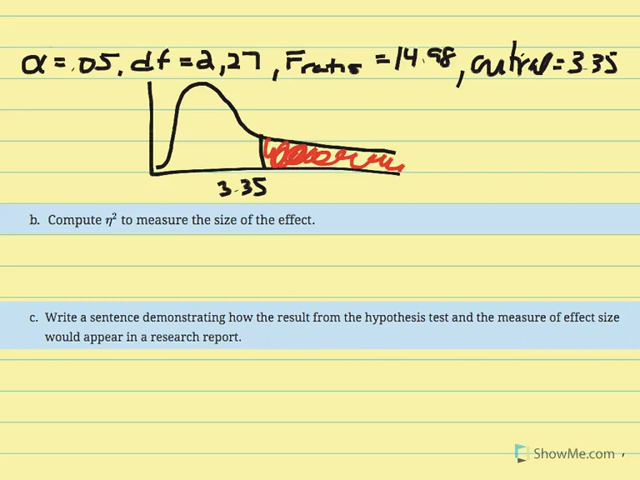 α = .05, df = 2, 27, Fratio = 14.98, critical = 3.35
3.35
b. Compute η² to measure the size of the effect.
c. Write a sentence demonstrating how the result from the hypothesis test and the measure of effect size
would appear in a research report.
ShowMe.com